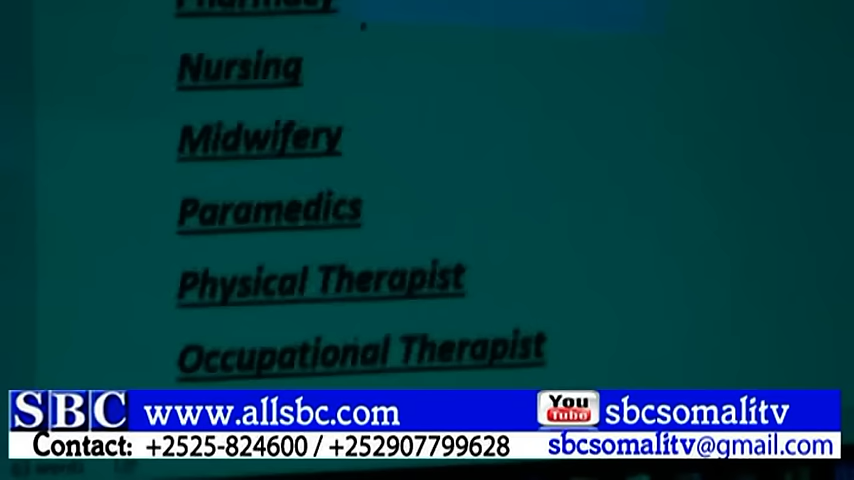 Pharmacy
Nursing
Midwifery
Paramedics
Physical Therapist
Occupational Therapist
SBC www.allsbc.com You Tube sbcsomalitv
Contact: +2525-824600 / +252907799628 sbcsomalitv@gmail.com